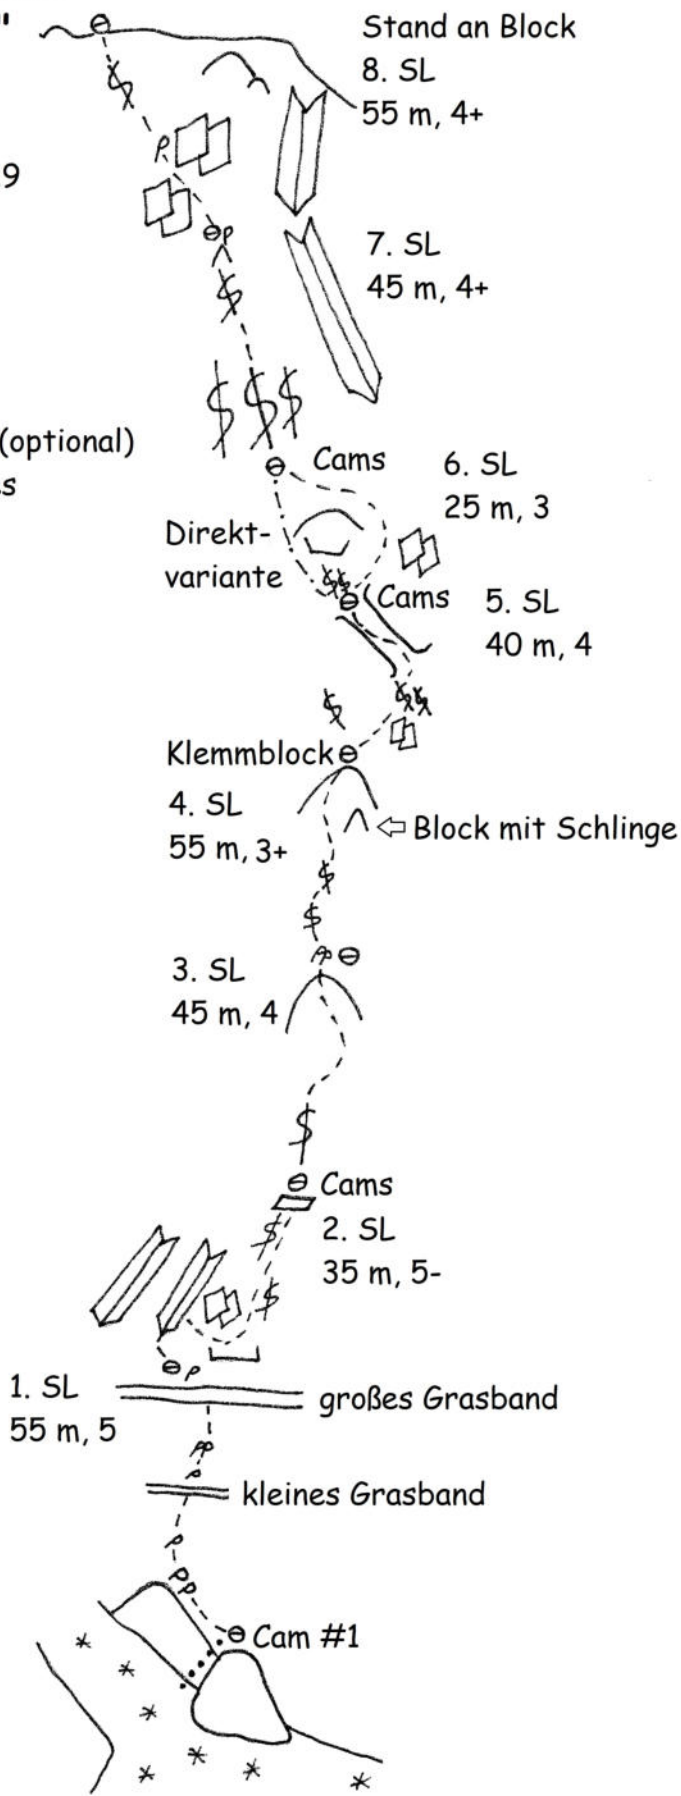 "
Stand an Block
8. SL
55 m, 4+
9
p
7. SL
45 m, 4+
p
(optional)
s
Cams
6. SL
25 m, 3
Direkt-
variante
Cams
5. SL
40 m, 4
Klemmblock
4. SL
55 m, 3+
Block mit Schlinge
3. SL
45 m, 4
Cams
2. SL
35 m, 5-
p
1. SL
55 m, 5
großes Grasband
pp
p
kleines Grasband
p
pp
Cam #1